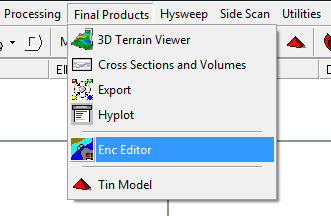 Processing Final Products Hysweep Side Scan Utilities
3D Terrain Viewer
Cross Sections and Volumes
Export
Hyplot
Enc Editor
Tin Model